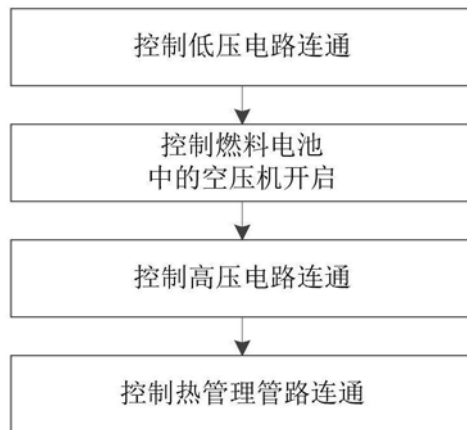 控制低压电路连通
控制燃料电池
中的空压机开启
控制高压电路连通
控制热管理管路连通